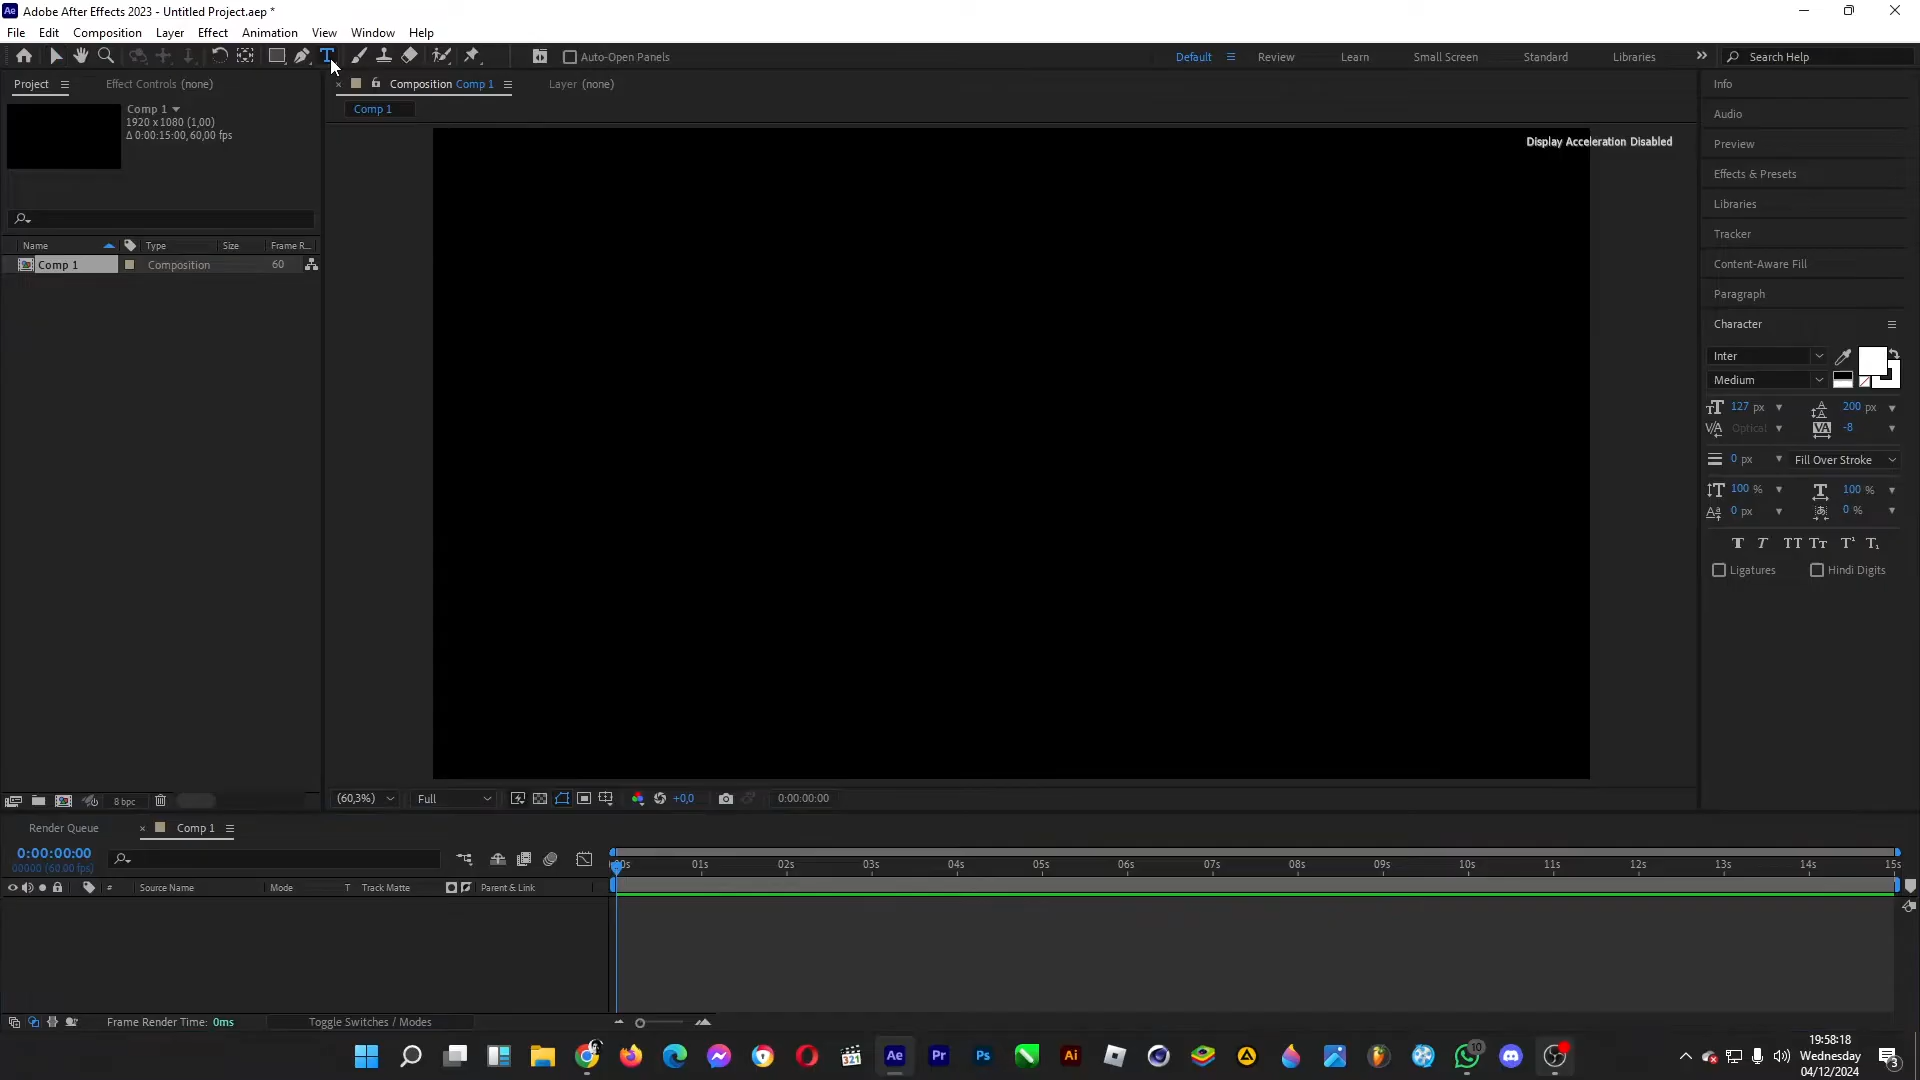 Adobe After Effects 2023 - Untitled Project.aep *
File Edit Composition Layer Effect Animation View Window Help
Auto-Open Panels
Default Review Learn Small Screen Standard Libraries Search Help
Project Effect Controls (none) Composition Comp 1 Layer (none)
Comp 1
1920 x 1080 (1,00)
Δ 0:00:15:00, 60,00 fps
Comp 1
Display Acceleration Disabled
Name Type Size Frame R...
Comp 1 Composition 60
Info
Audio
Preview
Effects & Presets
Libraries
Tracker
Content-Aware Fill
Paragraph
Character
Inter
Medium
127 px 200 px
Optical -8
0 px Fill Over Stroke
100 % 100 %
0 px 0 %
Ligatures Hindi Digits
8 bpc
(60,3%) Full +0,0 0:00:00:00
Render Queue Comp 1
0:00:00:00
00000 (60.00 fps)
:00s 01s 02s 03s 04s 05s 06s 07s 08s 09s 10s 11s 12s 13s 14s 15s
# Source Name Mode T Track Matte Parent & Link
Frame Render Time: 0ms Toggle Switches / Modes
19:58:18
Wednesday
04/12/2024